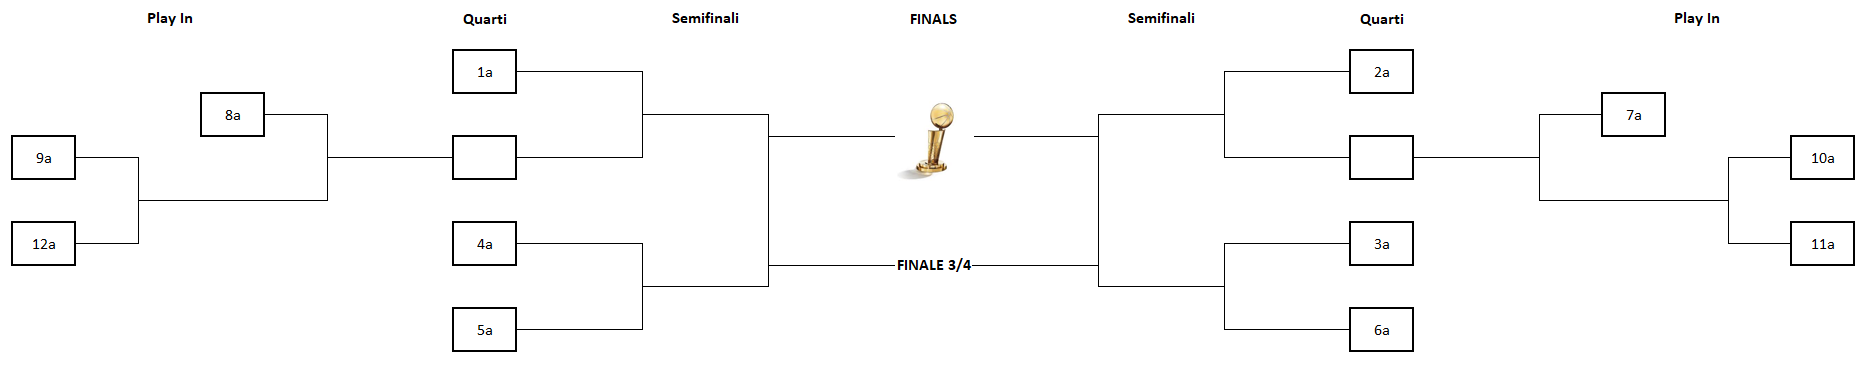 Play In Quarti Semifinali FINALS Semifinali Quarti Play In
1a 2a
8a 7a
9a 10a
12a 4a 3a 11a
FINALE 3/4
5a 6a